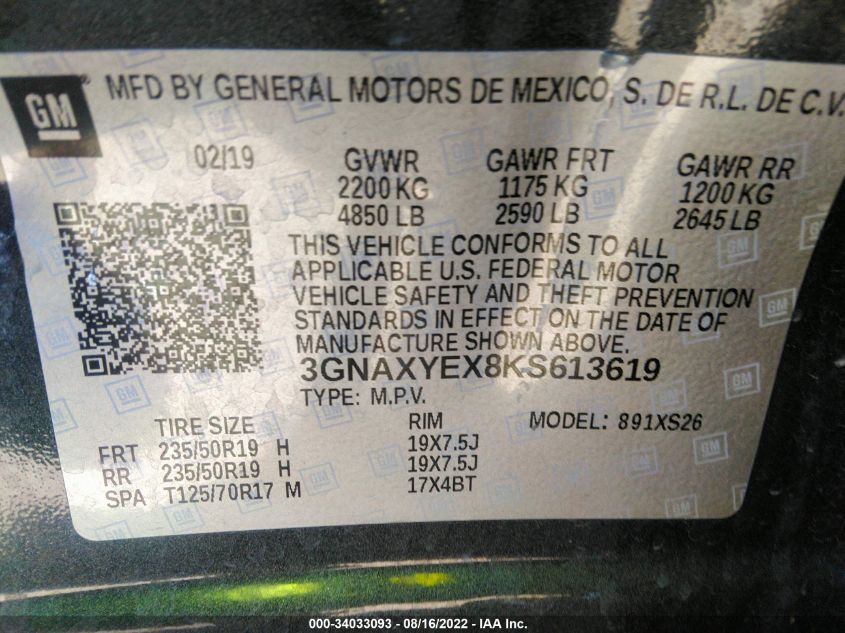 GM
MFD BY GENERAL MOTORS DE MEXICO, S. DE R.L. DE C.V.
02/19 GVWR GAWR FRT GAWR RR
2200 KG 1175 KG 1200 KG
4850 LB 2590 LB 2645 LB
THIS VEHICLE CONFORMS TO ALL
APPLICABLE U.S. FEDERAL MOTOR
VEHICLE SAFETY AND THEFT PREVENTION
STANDARDS IN EFFECT ON THE DATE OF
MANUFACTURE SHOWN ABOVE.
3GNAXYEX8KS613619
TYPE: M.P.V.
TIRE SIZE RIM MODEL: 891XS26
FRT 235/50R19 H 19X7.5J
RR 235/50R19 H 19X7.5J
SPA T125/70R17 M 17X4BT
000-34033093 - 08/16/2022 - IAA Inc.